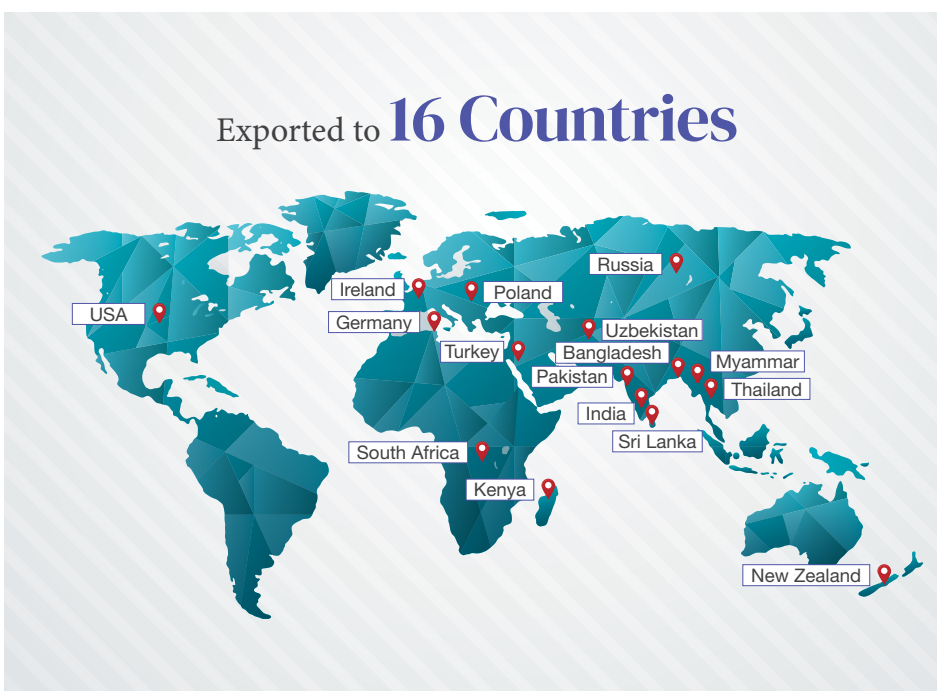 Exported to 16 Countries
Russia
Ireland
Poland
USA
Germany
Uzbekistan
Turkey
Bangladesh
Myammar
Pakistan
Thailand
India
Sri Lanka
South Africa
Kenya
New Zealand